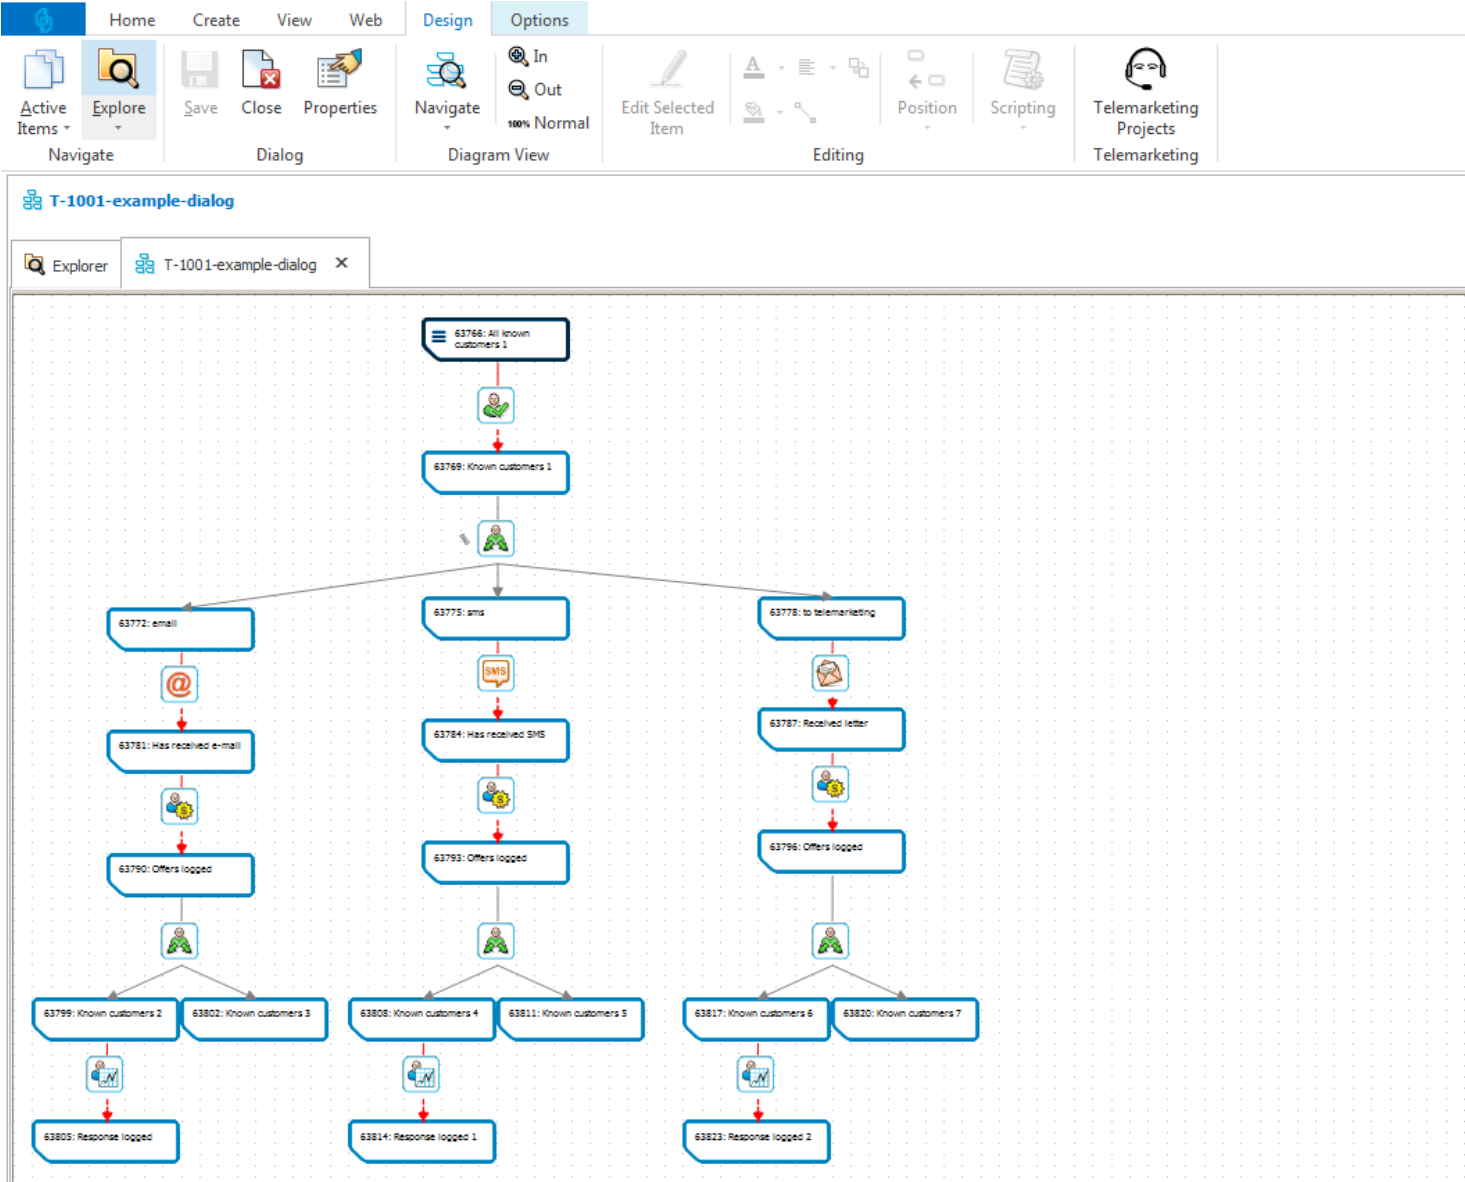 Home Create View Web Design Options
Active Items
Explore
Save
Close
Properties
Navigate
In
Out
100% Normal
Edit Selected Item
A
Position
Scripting
Telemarketing Projects
Navigate
Dialog
Diagram View
Editing
Telemarketing
T-1001-example-dialog
Explorer
T-1001-example-dialog
63766: All known
customers 1
63769: Known customers 1
63772: email
63775: sms
63778: to telemarketing
@
SMS
63781: Has received e-mail
63784: Has received SMS
63787: Received letter
S
S
S
63790: Offers logged
63793: Offers logged
63796: Offers logged
63799: Known customers 2
63802: Known customers 3
63808: Known customers 4
63811: Known customers 5
63817: Known customers 6
63820: Known customers 7
63805: Response logged
63814: Response logged 1
63823: Response logged 2